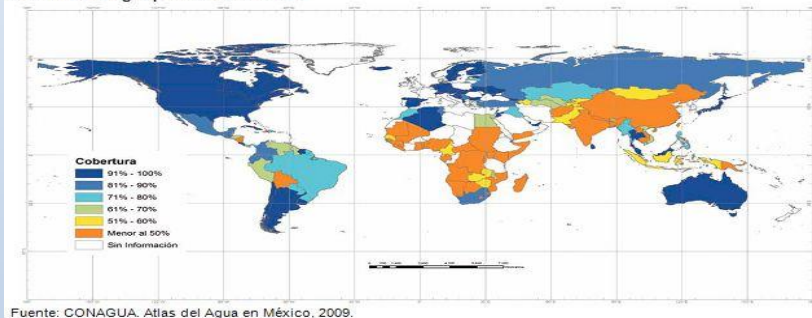 Cobertura
91% - 100%
81% - 90%
71% - 80%
61% - 70%
51% - 60%
Menor al 50%
Sin Información
Fuente: CONAGUA. Atlas del Agua en México, 2009.